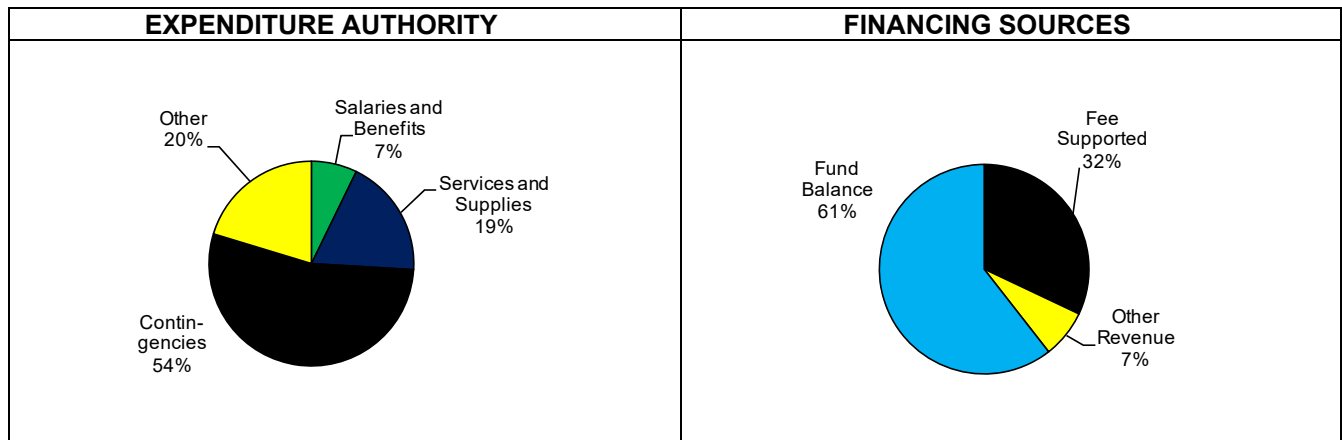 EXPENDITURE AUTHORITY
Other
20%
Salaries and
Benefits
7%
Services and
Supplies
19%
Contin-
gencies
54%
FINANCING SOURCES
Fee
Supported
32%
Fund
Balance
61%
Other
Revenue
7%